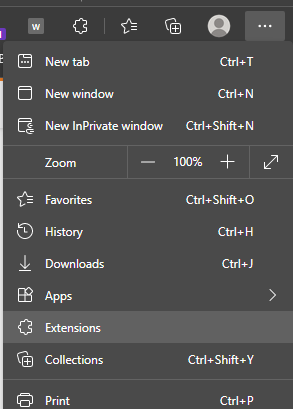 W
New tab Ctrl+T
New window Ctrl+N
New InPrivate window Ctrl+Shift+N
Zoom — 100% +
Favorites Ctrl+Shift+O
History Ctrl+H
Downloads Ctrl+J
Apps
Extensions
Collections Ctrl+Shift+Y
Print Ctrl+P